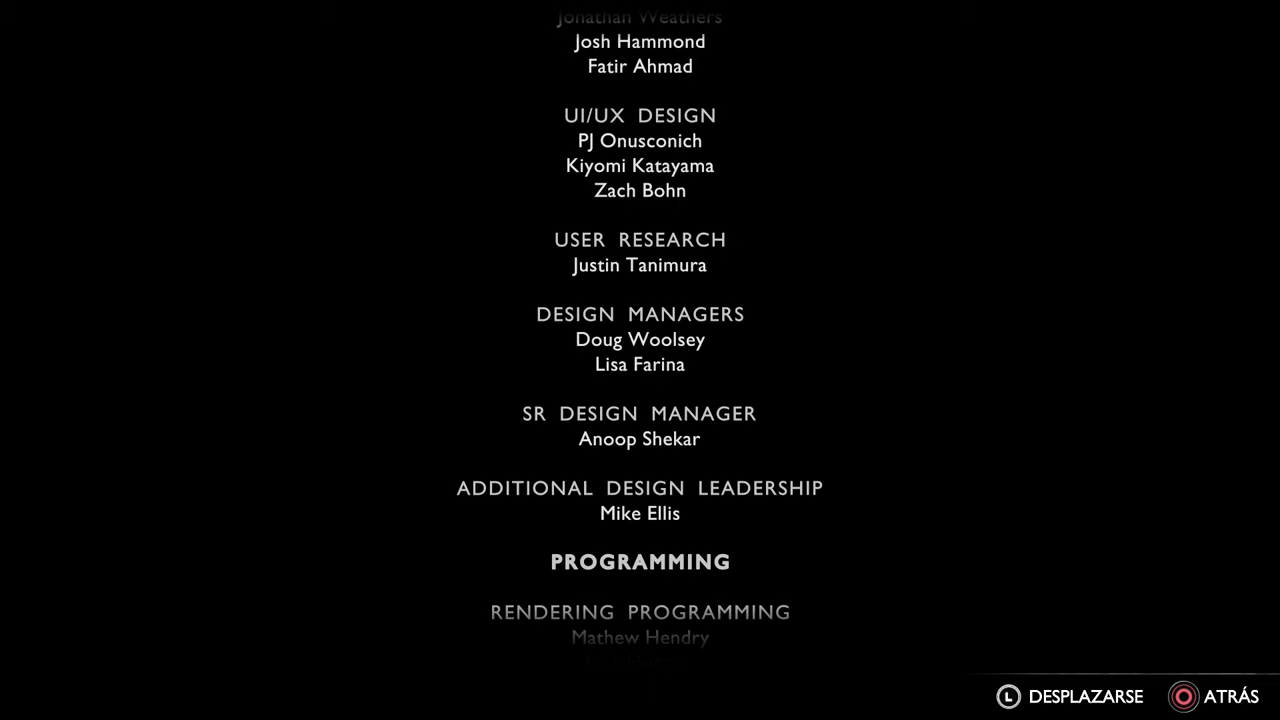 Jonathan Weathers
Josh Hammond
Fatir Ahmad
UI/UX DESIGN
PJ Onusconich
Kiyomi Katayama
Zach Bohn
USER RESEARCH
Justin Tanimura
DESIGN MANAGERS
Doug Woolsey
Lisa Farina
SR DESIGN MANAGER
Anoop Shekar
ADDITIONAL DESIGN LEADERSHIP
Mike Ellis
PROGRAMMING
RENDERING PROGRAMMING
Mathew Hendry
L DESPLAZARSE
ATRÁS